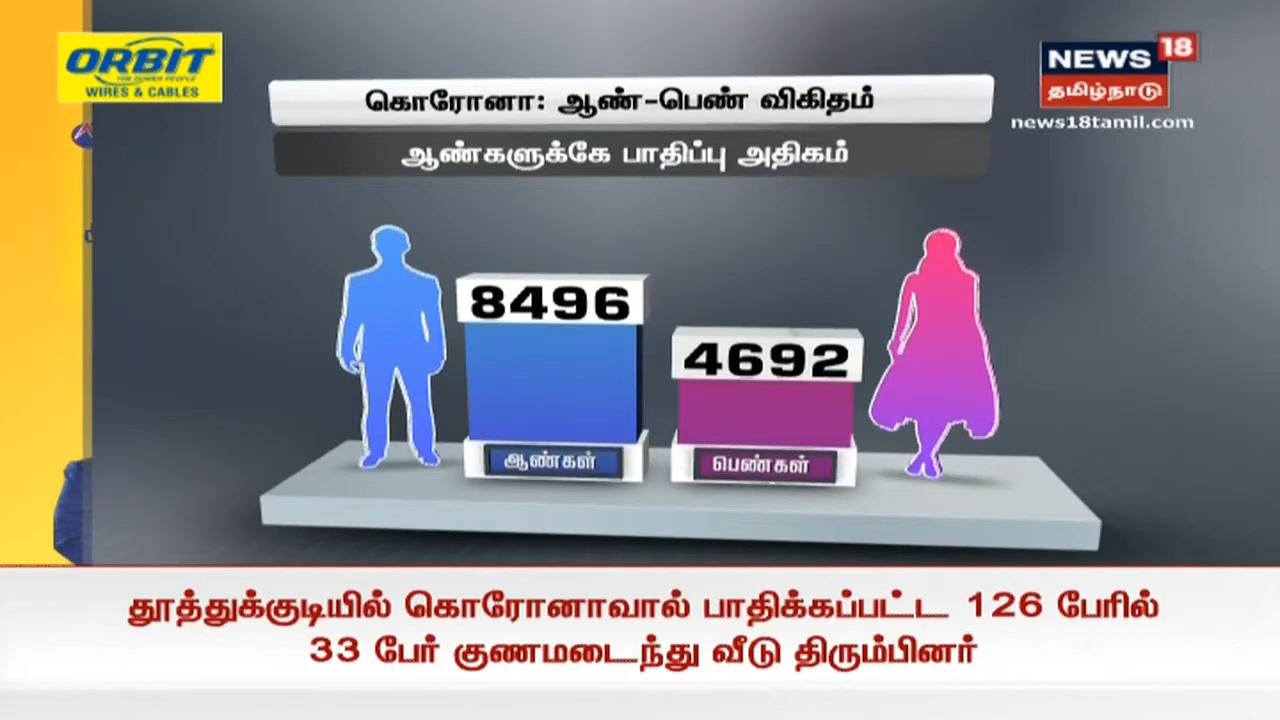 ORBIT
THE POWER PEOPLE
WIRES & CABLES
NEWS 18
தமிழ்நாடு
news18tamil.com
கொரோனா: ஆண்-பெண் விகிதம்
ஆண்களுக்கே பாதிப்பு அதிகம்
8496
4692
ஆண்கள்
பெண்கள்
தூத்துக்குடியில் கொரோனாவால் பாதிக்கப்பட்ட 126 பேரில்
33 பேர் குணமடைந்து வீடு திரும்பினர்